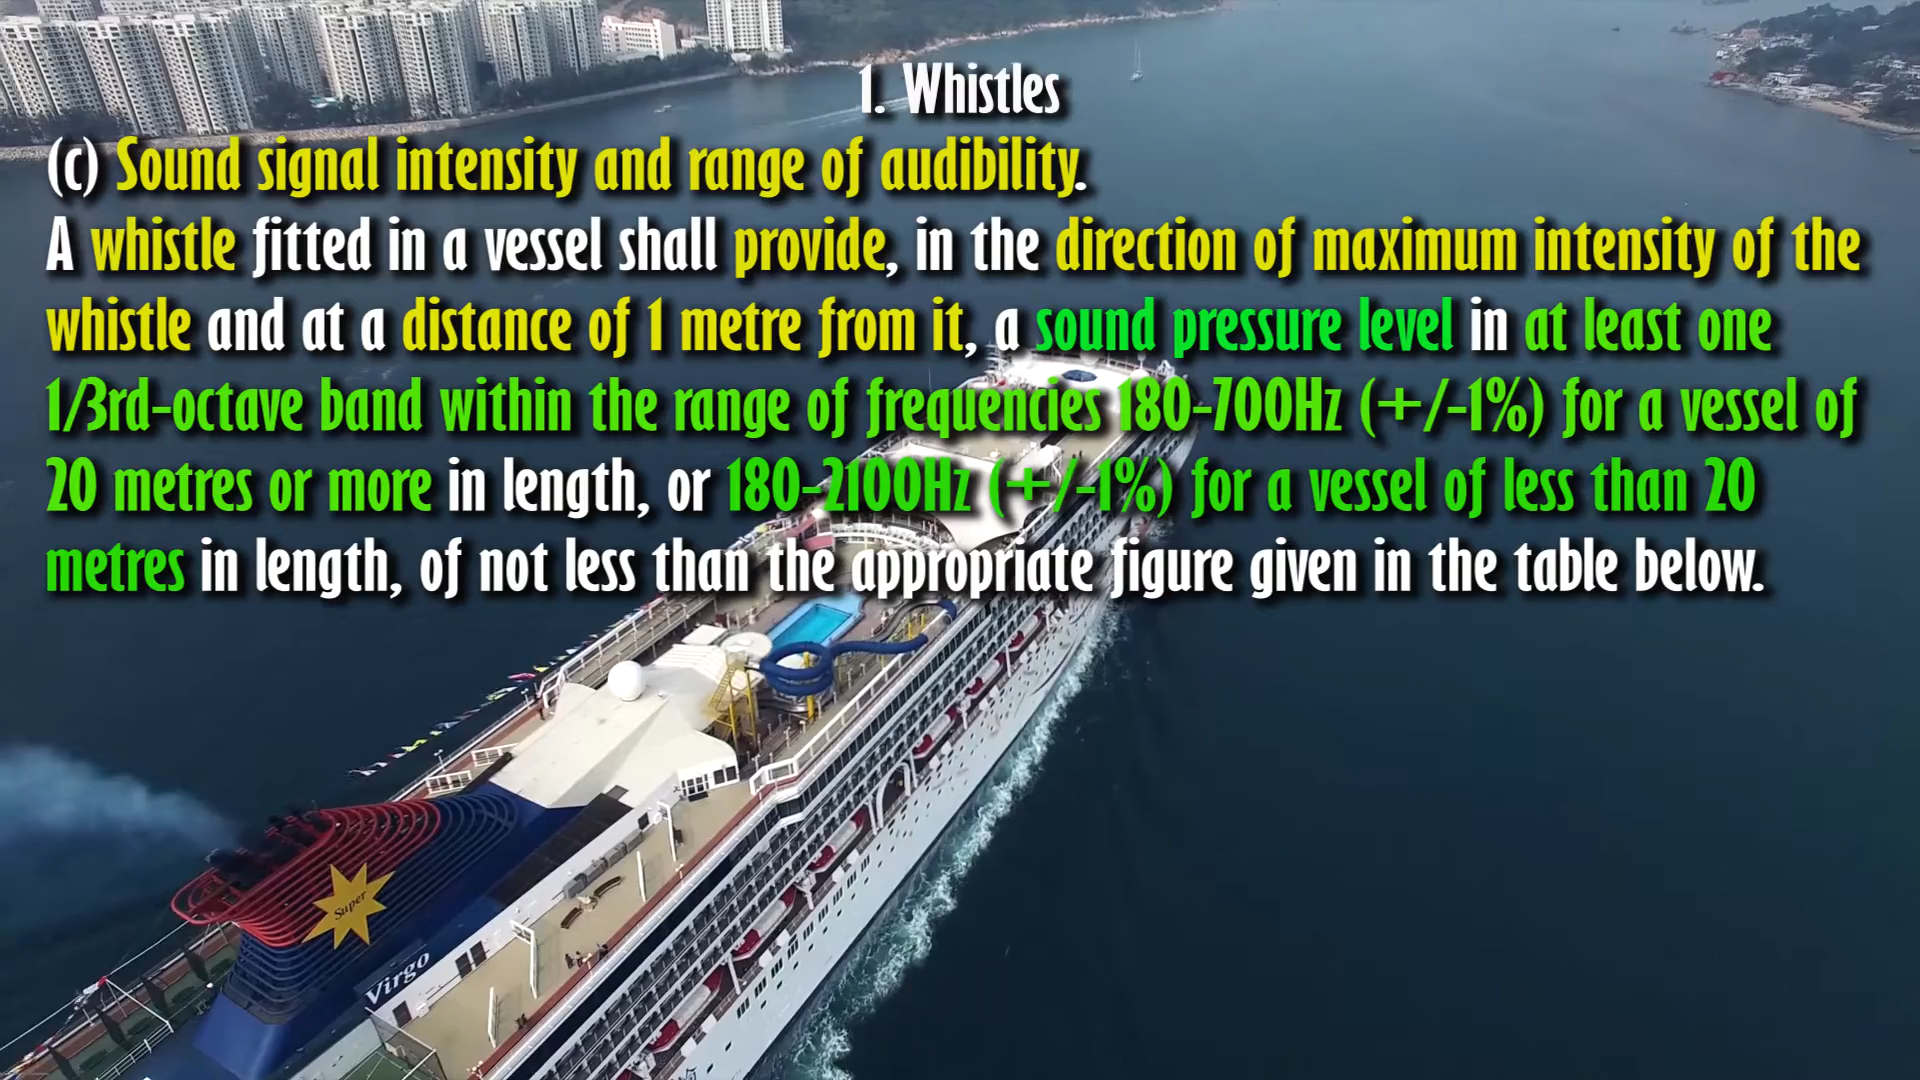 1. Whistles
(c) Sound signal intensity and range of audibility.
A whistle fitted in a vessel shall provide, in the direction of maximum intensity of the
whistle and at a distance of 1 metre from it, a sound pressure level in at least one
1/3rd-octave band within the range of frequencies 180-700Hz (+/-1%) for a vessel of
20 metres or more in length, or 180-2100Hz (+/-1%) for a vessel of less than 20
metres in length, of not less than the appropriate figure given in the table below.
Super
Virgo